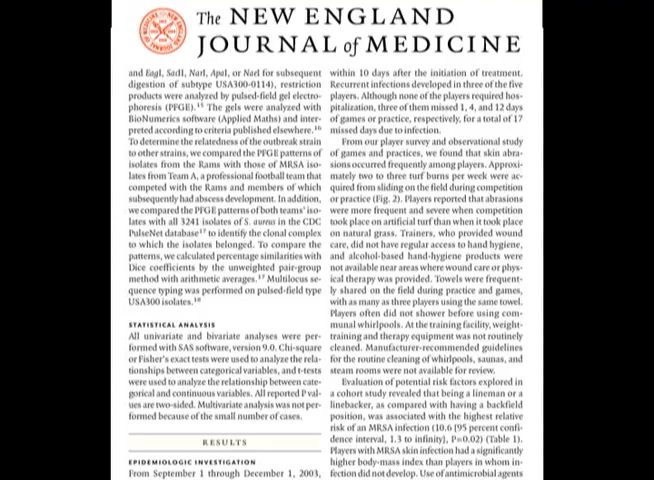 The NEW ENGLAND
JOURNAL of MEDICINE
and EagI, SacII, NarI, ApaI, or NaeI for subsequent
digestion of subtype USA300-0114), restriction
products were analyzed by pulsed-field gel electro-
phoresis (PFGE).15 The gels were analyzed with
BioNumerics software (Applied Maths) and inter-
preted according to criteria published elsewhere.16
To determine the relatedness of the outbreak strain
to other strains, we compared the PFGE patterns of
isolates from the Rams with those of MRSA iso-
lates from Team A, a professional football team that
competed with the Rams and members of which
subsequently had abscess development. In addition,
we compared the PFGE patterns of both teams' iso-
lates with all 3241 isolates of S. aureus in the CDC
PulseNet database17 to identify the clonal complex
to which the isolates belonged. To compare the
patterns, we calculated percentage similarities with
Dice coefficients by the unweighted pair-group
method with arithmetic averages.17 Multilocus se-
quence typing was performed on pulsed-field type
USA300 isolates.18
STATISTICAL ANALYSIS
All univariate and bivariate analyses were per-
formed with SAS software, version 9.0. Chi-square
or Fisher's exact tests were used to analyze the rela-
tionships between categorical variables, and t-tests
were used to analyze the relationship between cate-
gorical and continuous variables. All reported P val-
ues are two-sided. Multivariate analysis was not per-
formed because of the small number of cases.
RESULTS
EPIDEMIOLOGIC INVESTIGATION
From September 1 through December 1, 2003,
within 10 days after the initiation of treatment.
Recurrent infections developed in three of the five
players. Although none of the players required hos-
pitalization, three of them missed 1, 4, and 12 days
of games or practice, respectively, for a total of 17
missed days due to infection.
From our player survey and observational study
of games and practices, we found that skin abra-
sions occurred frequently among players. Approxi-
mately two to three turf burns per week were ac-
quired from sliding on the field during competition
or practice (Fig. 2). Players reported that abrasions
were more frequent and severe when competition
took place on artificial turf than when it took place
on natural grass. Trainers, who provided wound
care, did not have regular access to hand hygiene,
and alcohol-based hand-hygiene products were
not available near areas where wound care or phys-
ical therapy was provided. Towels were frequent-
ly shared on the field during practice and games,
with as many as three players using the same towel.
Players often did not shower before using com-
munal whirlpools. At the training facility, weight-
training and therapy equipment was not routinely
cleaned. Manufacturer-recommended guidelines
for the routine cleaning of whirlpools, saunas, and
steam rooms were not available for review.
Evaluation of potential risk factors explored in
a cohort study revealed that being a lineman or a
linebacker, as compared with having a backfield
position, was associated with the highest relative
risk of an MRSA infection (10.6 [95 percent confi-
dence interval, 1.3 to infinity], P=0.02) (Table 1).
Players with MRSA skin infection had a significantly
higher body-mass index than players in whom in-
fection did not develop. Use of antimicrobial agents